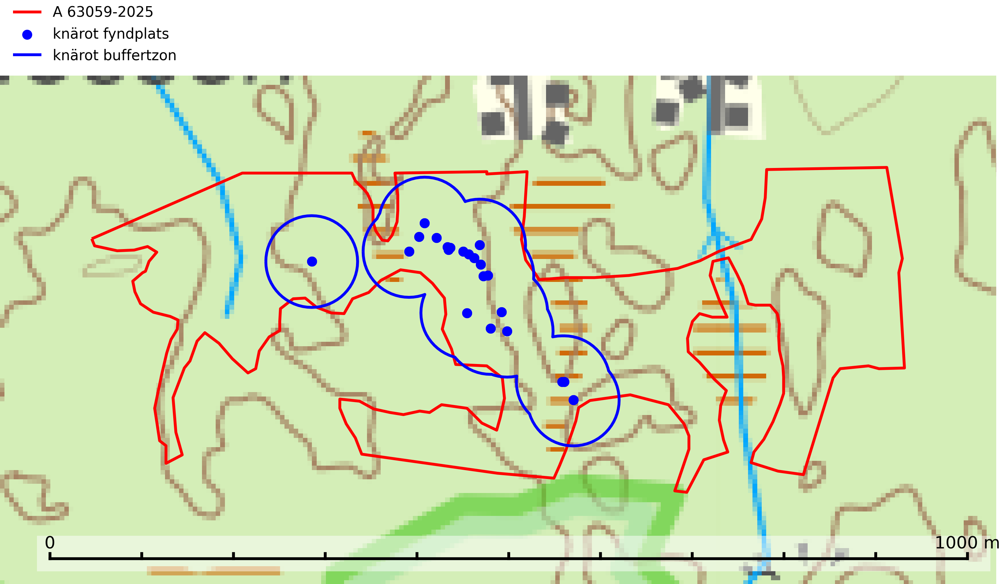 A 63059-2025
knärot fyndplats
knärot buffertzon
0
1000 m